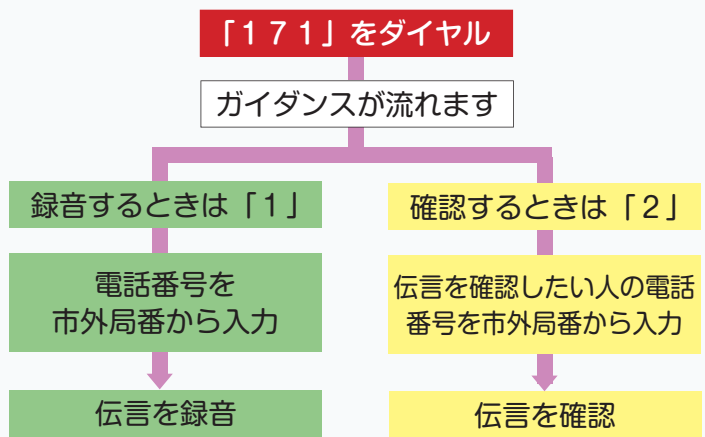 「１７１」をダイヤル
ガイダンスが流れます
録音するときは「１」
電話番号を
市外局番から入力
伝言を録音
確認するときは「２」
伝言を確認したい人の電話
番号を市外局番から入力
伝言を確認